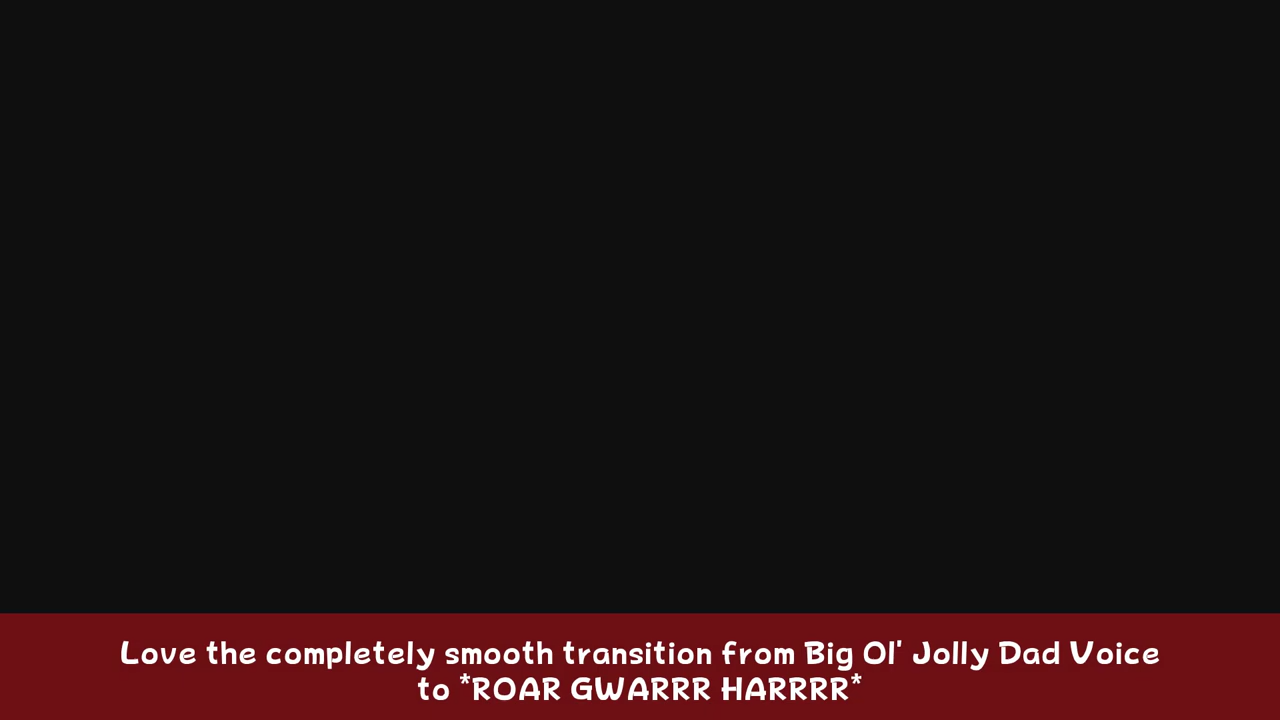 Love the completely smooth transition from Big Ol' Jolly Dad Voice
to *ROAR GWARRR HARRRR*